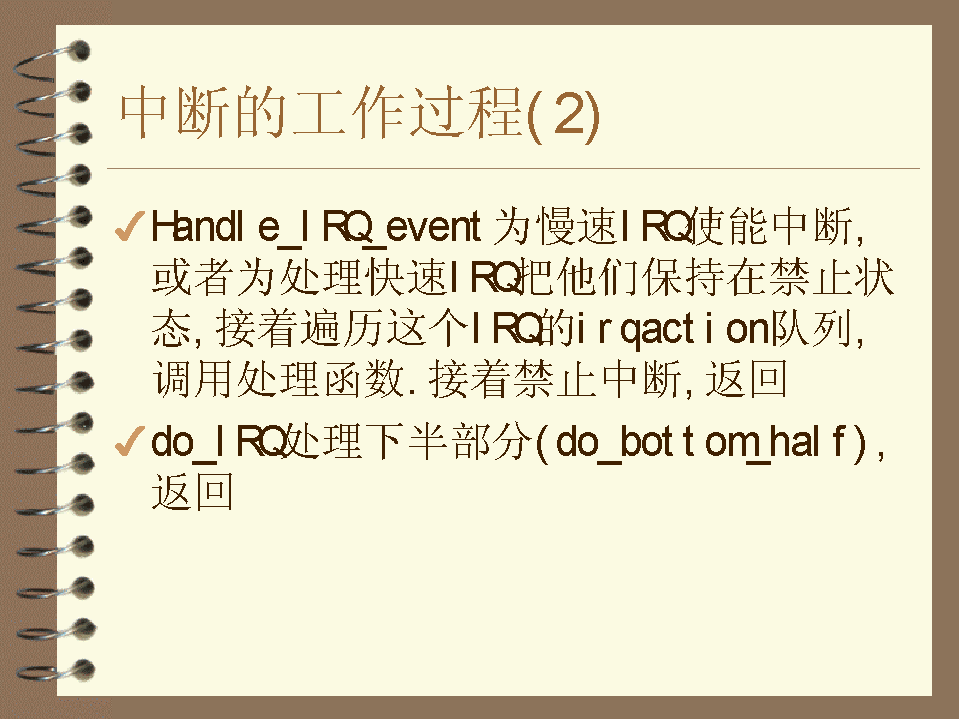 中断的工作过程(2)
Handle_IRQ_event 为慢速IRQ使能中断,
或者为处理快速IRQ把他们保持在禁止状
态,接着遍历这个IRQ的irqaction队列,
调用处理函数.接着禁止中断,返回
do_IRQ处理下半部分(do_bottom_half),
返回